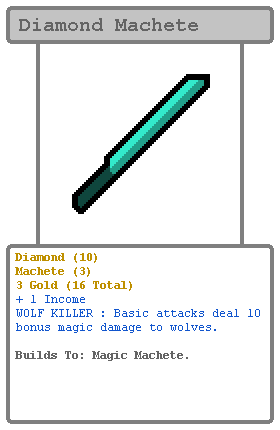 Diamond Machete
Diamond (10)
Machete (3)
3 Gold (16 Total)
+ 1 Income
WOLF KILLER : Basic attacks deal 10
bonus magic damage to wolves.
Builds To: Magic Machete.